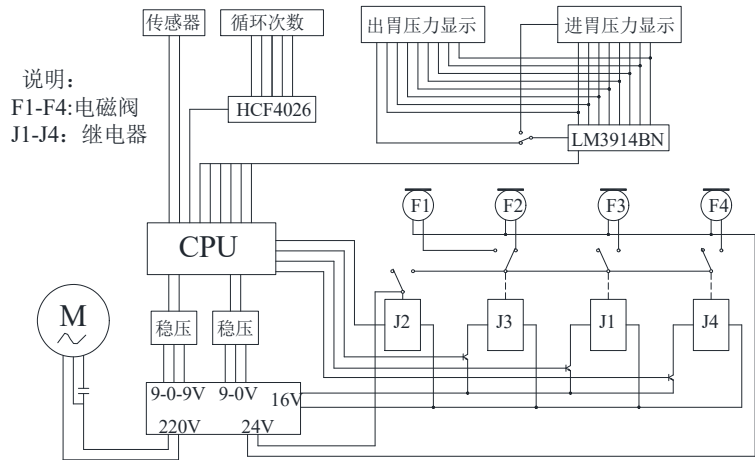 传感器
循环次数
出胃压力显示
进胃压力显示
说明：
F1-F4:电磁阀
J1-J4：继电器
HCF4026
LM3914BN
F1
F2
F3
F4
CPU
M
稳压
稳压
J2
J3
J1
J4
9-0-9V
9-0V
16V
220V
24V